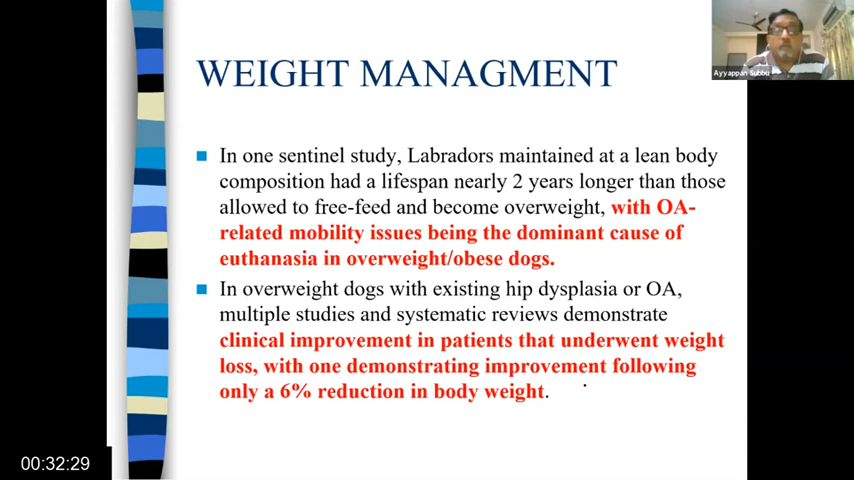 WEIGHT MANAGMENT
Ayyappan Subbu
In one sentinel study, Labradors maintained at a lean body
composition had a lifespan nearly 2 years longer than those
allowed to free-feed and become overweight, with OA-
related mobility issues being the dominant cause of
euthanasia in overweight/obese dogs.
In overweight dogs with existing hip dysplasia or OA,
multiple studies and systematic reviews demonstrate
clinical improvement in patients that underwent weight
loss, with one demonstrating improvement following
only a 6% reduction in body weight.
00:32:29